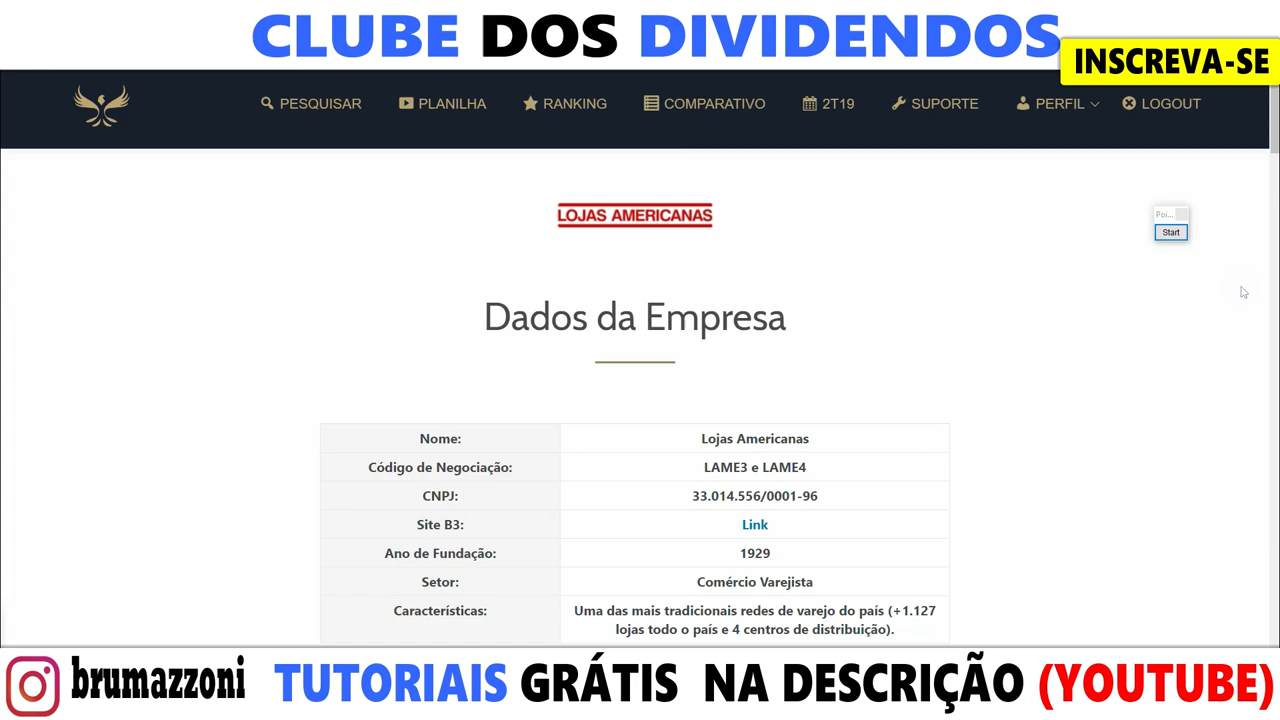 CLUBE DOS DIVIDENDOS
INSCREVA-SE
PESQUISAR PLANILHA RANKING COMPARATIVO 2T19 SUPORTE PERFIL LOGOUT
LOJAS AMERICANAS
Poi...
Start
Dados da Empresa
Nome: Lojas Americanas
Código de Negociação: LAME3 e LAME4
CNPJ: 33.014.556/0001-96
Site B3: Link
Ano de Fundação: 1929
Setor: Comércio Varejista
Características: Uma das mais tradicionais redes de varejo do país (+1.127
lojas todo o país e 4 centros de distribuição).
brumazzoni TUTORIAIS GRÁTIS NA DESCRIÇÃO (YOUTUBE)